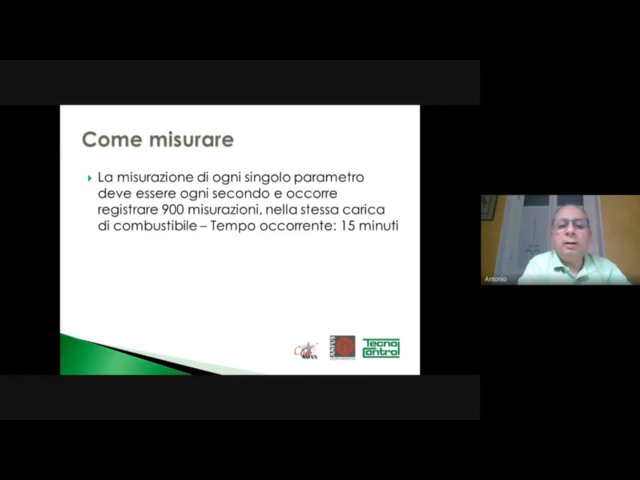 Come misurare
La misurazione di ogni singolo parametro
deve essere ogni secondo e occorre
registrare 900 misurazioni, nella stessa carica
di combustibile – Tempo occorrente: 15 minuti
Antonio
ANFUS
Tecno
Control